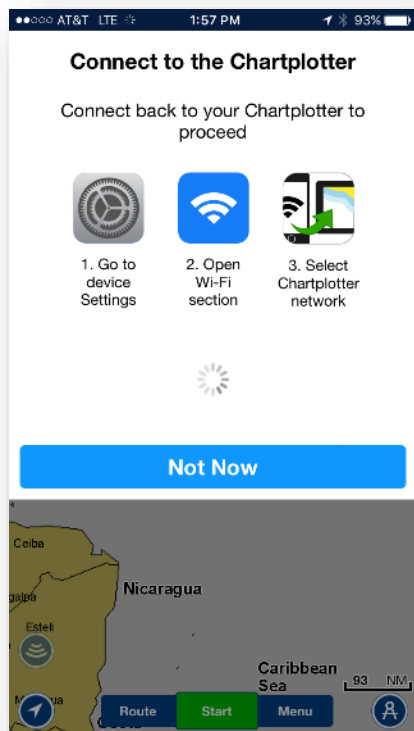 AT&T LTE 1:57 PM 93%
Connect to the Chartplotter
Connect back to your Chartplotter to
proceed
1. Go to
device
Settings
2. Open
Wi-Fi
section
3. Select
Chartplotter
network
Not Now
Ceiba
Nicaragua
galpa
Esteli
Caribbean
Sea
93 NM
Route
Start
Menu